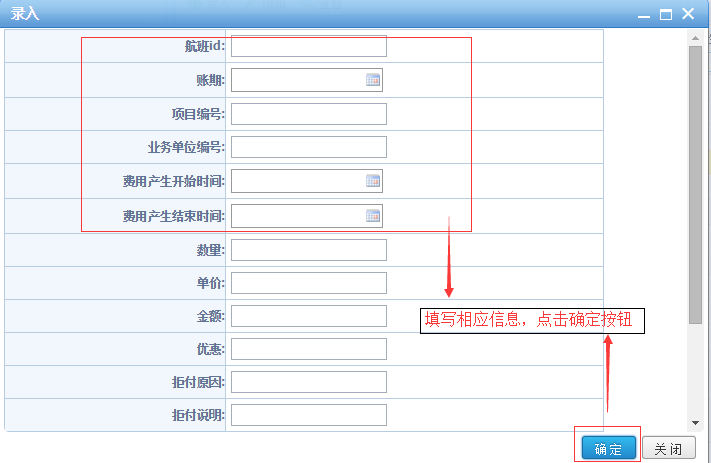 录入
航班id:
账期:
项目编号:
业务单位编号:
费用产生开始时间:
费用产生结束时间:
数量:
单价:
金额:
填写相应信息，点击确定按钮
优惠:
拒付原因:
拒付说明:
确定 关闭